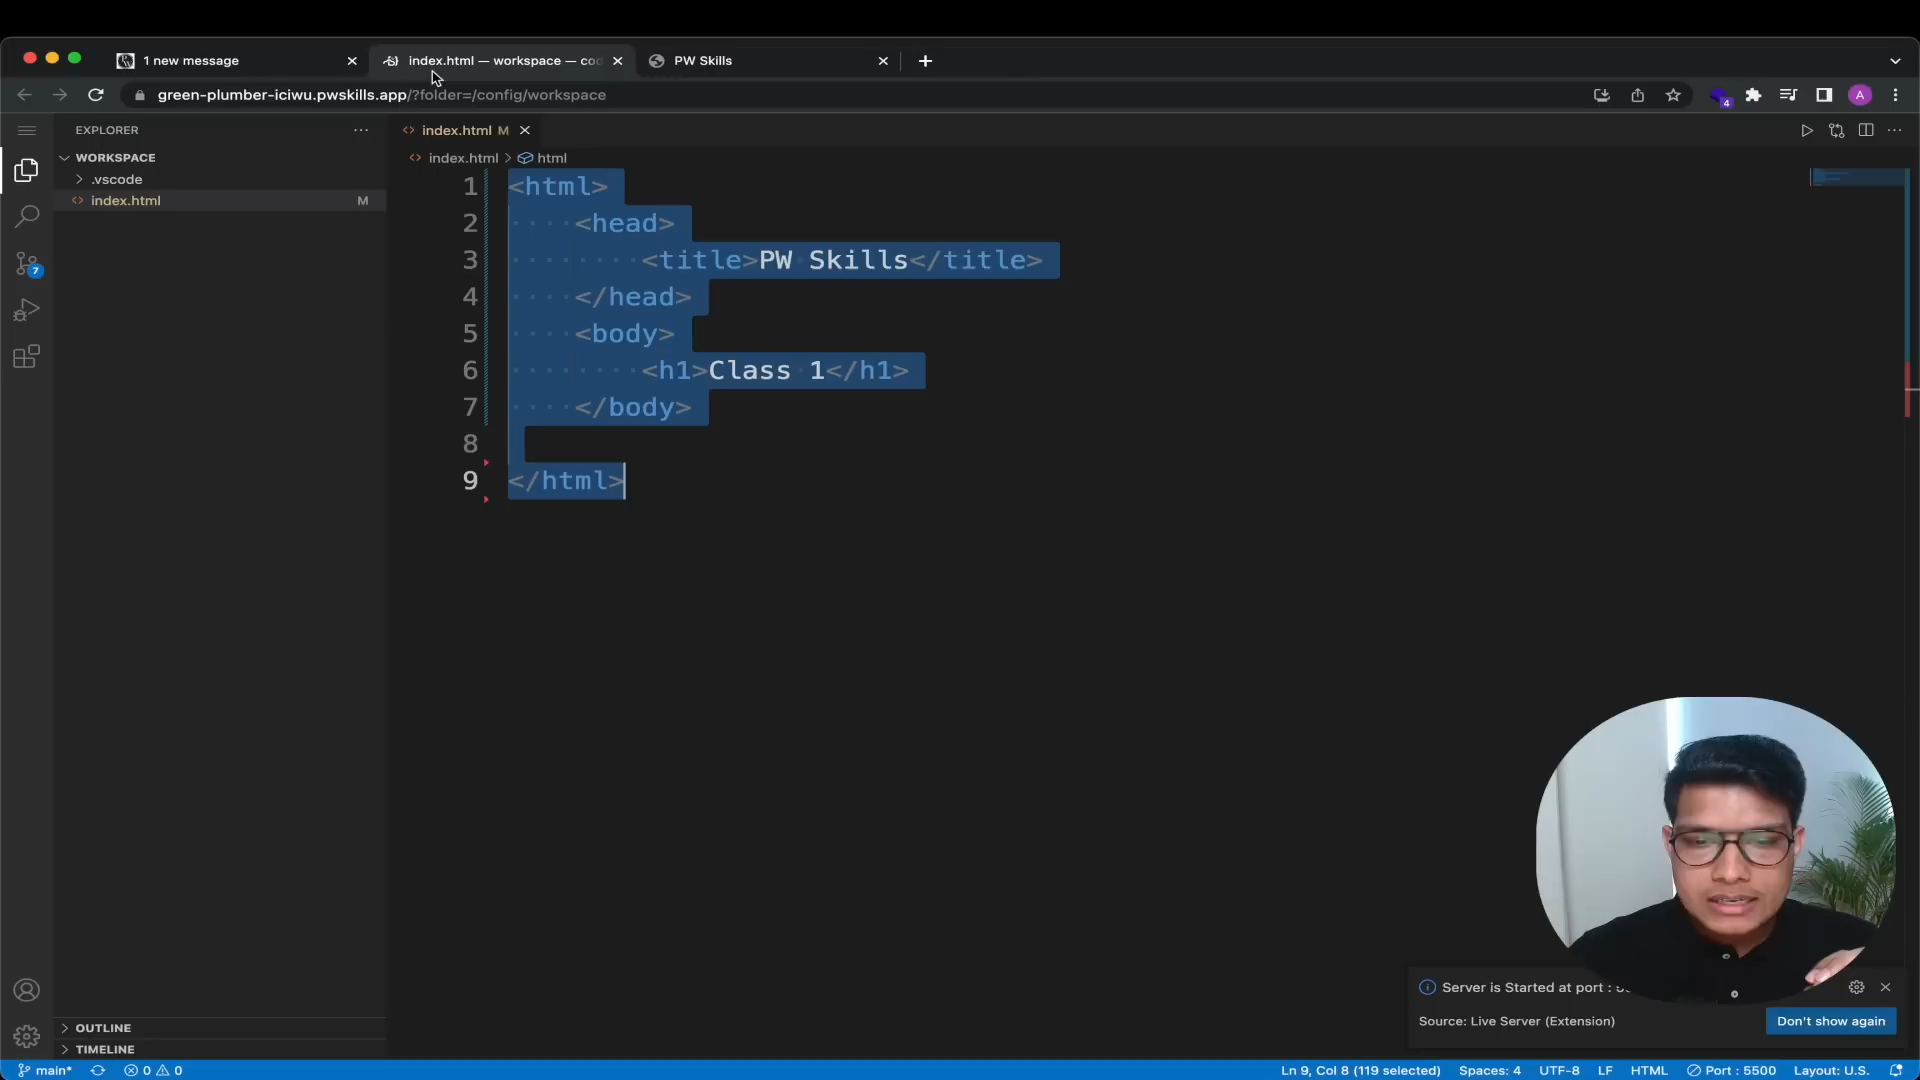 1 new message
index.html — workspace — co
PW Skills
green-plumber-iciwu.pwskills.app/?folder=/config/workspace
4
A
EXPLORER
index.html M
WORKSPACE
index.html > html
.vscode
index.html M
1 <html>
2 <head>
3 <title>PW Skills</title>
4 </head>
5 <body>
6 <h1>Class 1</h1>
7 </body>
8
9 </html>
7
Server is Started at port :
Source: Live Server (Extension)
Don't show again
OUTLINE
TIMELINE
main* 0 0 Ln 9, Col 8 (119 selected) Spaces: 4 UTF-8 LF HTML Port : 5500 Layout: U.S.